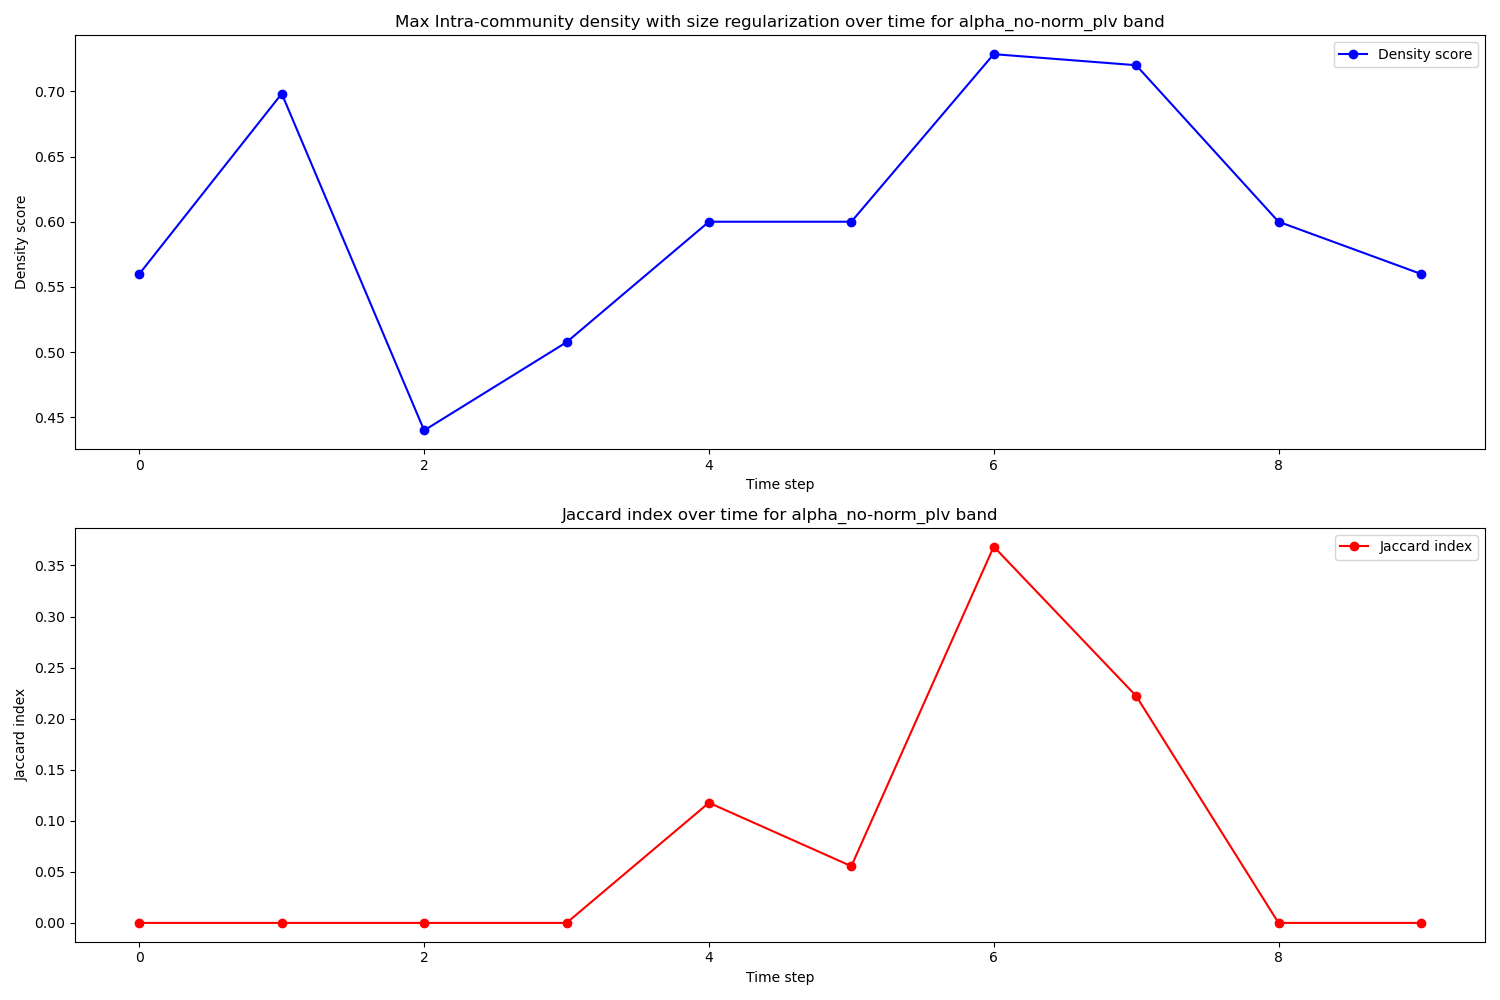 Max Intra-community density with size regularization over time for alpha_no-norm_plv band
Density score
0.70
0.65
0.60
0.55
0.50
0.45
Density score
0 2 4 6 8
Time step
Jaccard index over time for alpha_no-norm_plv band
Jaccard index
0.35
0.30
0.25
0.20
0.15
0.10
0.05
0.00
Jaccard index
0 2 4 6 8
Time step